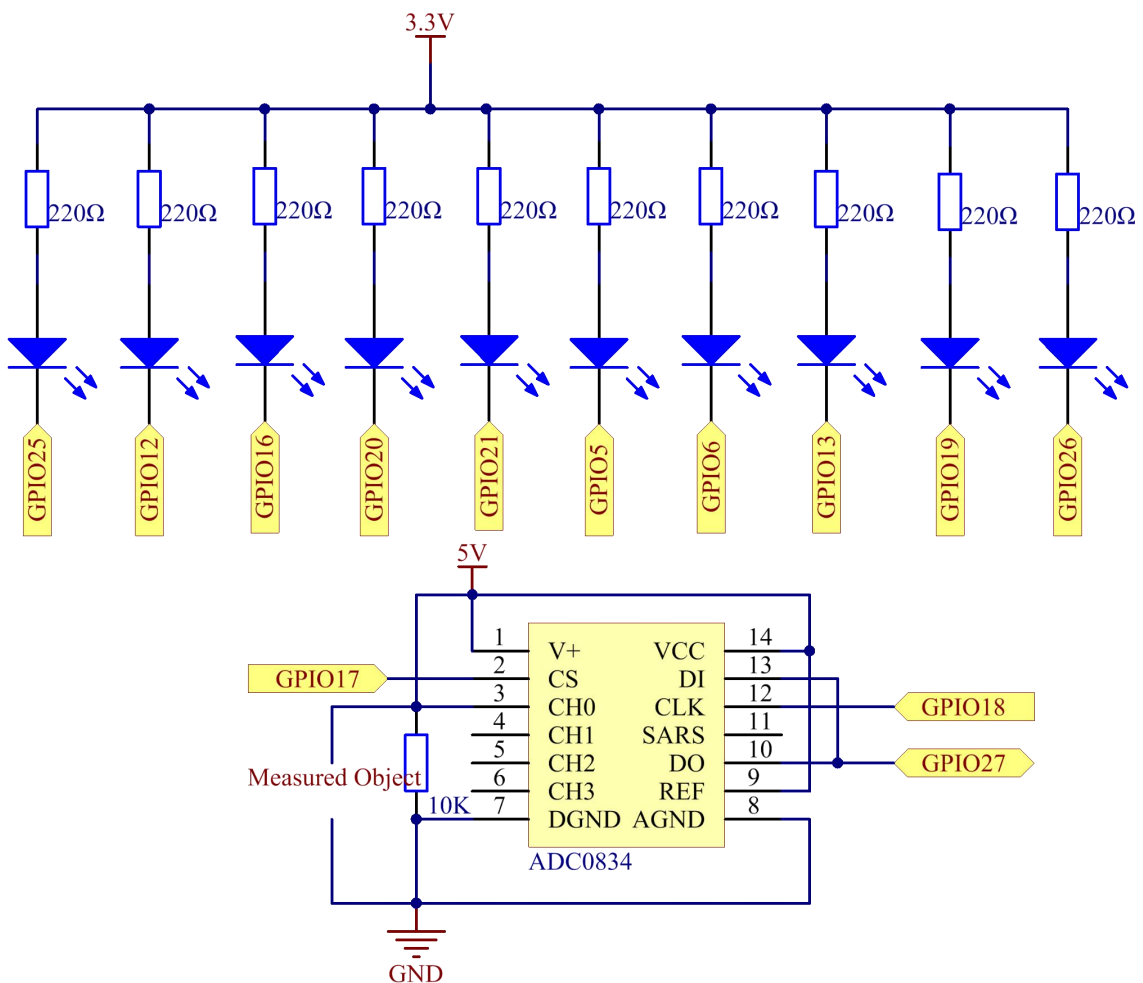 3.3V
220Ω 220Ω 220Ω 220Ω 220Ω 220Ω 220Ω 220Ω 220Ω 220Ω
GPIO25 GPIO12 GPIO16 GPIO20 GPIO21 GPIO5 GPIO6 GPIO13 GPIO19 GPIO26
5V
1 V+ VCC 14
GPIO17 2 CS DI 13
3 CH0 CLK 12 GPIO18
4 CH1 SARS 11
5 CH2 DO 10 GPIO27
Measured Object 6 CH3 REF 9
10K 7 DGND AGND 8
ADC0834
GND